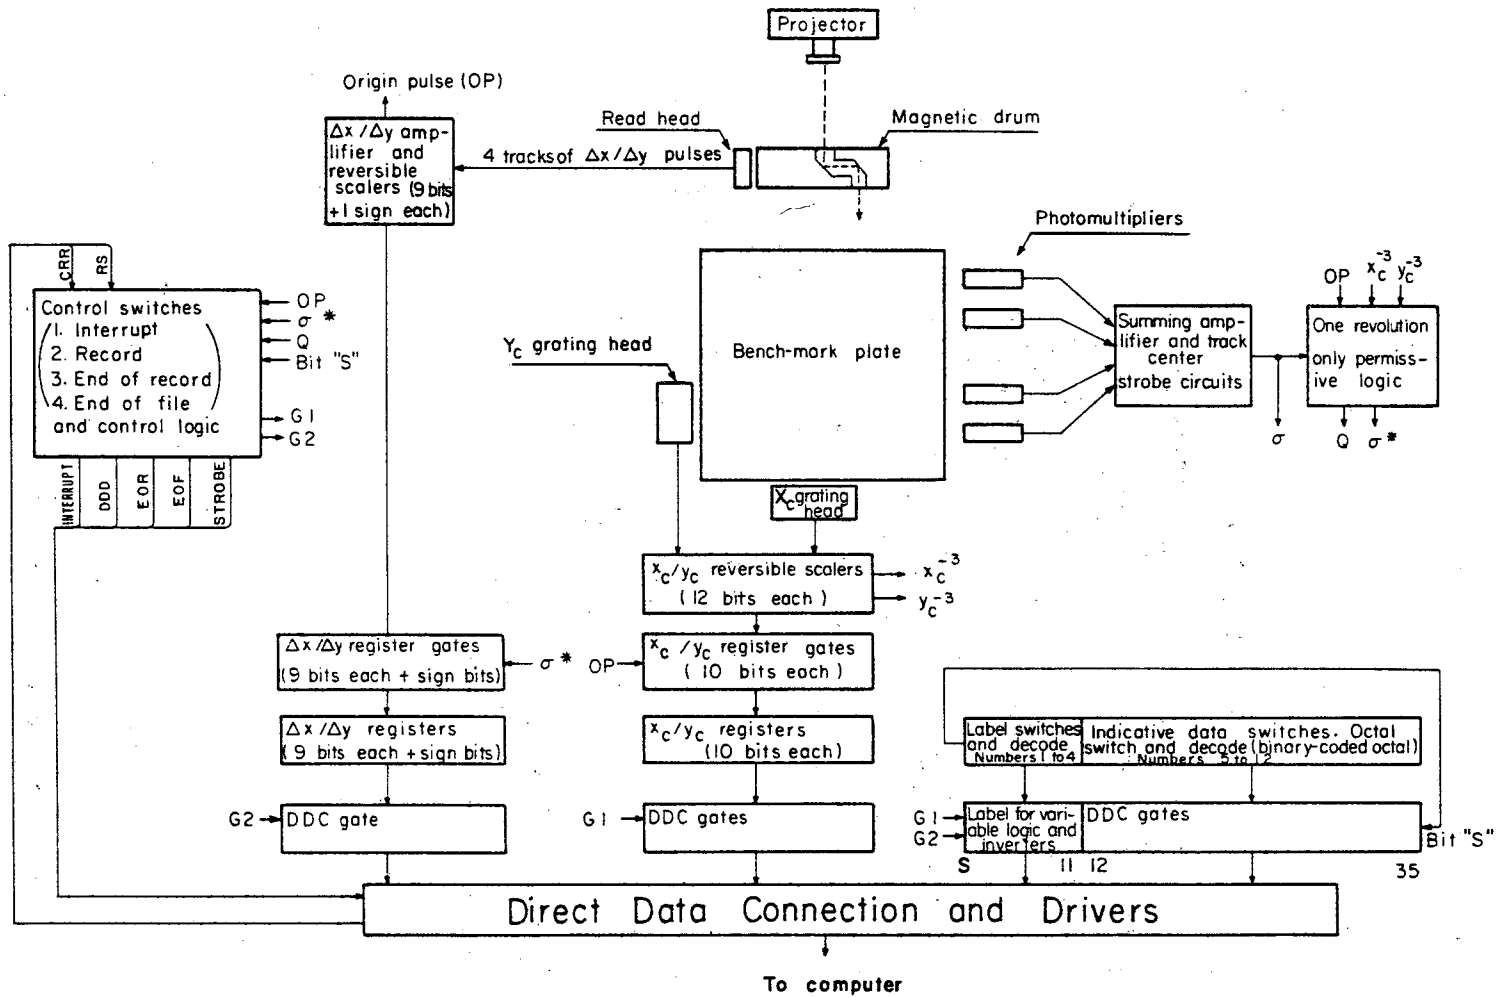 Projector
Origin pulse (OP)
Δx/Δy amp-
lifier and
reversible
scalers (9 bits
+1 sign each)
4 tracks of Δx/Δy pulses
Read head
Magnetic drum
CRR
RS
Control switches
1. Interrupt
2. Record
3. End of record
4. End of file
and control logic
OP
σ*
Q
Bit "S"
G1
G2
INTERRUPT
DDD
EOR
EOF
STROBE
Yc grating head
Bench-mark plate
Xc grating
head
Photomultipliers
Summing amp-
lifier and track
center
strobe circuits
σ
OP
xc-3
yc-3
One revolution
only permiss-
ive logic
Q
σ*
xc/yc reversible scalers
(12 bits each)
xc-3
yc-3
Δx/Δy register gates
(9 bits each + sign bits)
σ*
OP
xc/yc register gates
(10 bits each)
Δx/Δy registers
(9 bits each + sign bits)
xc/yc registers
(10 bits each)
Label switches
and decode
Numbers 1 to 4
Indicative data switches. Octal
switch and decode (binary-coded octal)
Numbers 5 to 12
G2
DDC gate
G1
DDC gates
G1
G2
Label for vari-
able logic and
inverters
DDC gates
Bit "S"
S
11
12
35
Direct Data Connection and Drivers
To computer